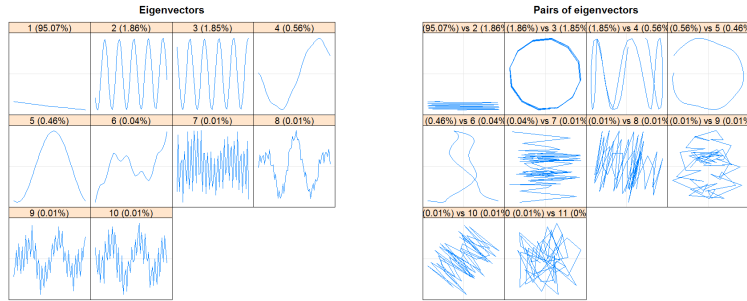 Eigenvectors
1 (95.07%)
2 (1.86%)
3 (1.85%)
4 (0.56%)
5 (0.46%)
6 (0.04%)
7 (0.01%)
8 (0.01%)
9 (0.01%)
10 (0.01%)
Pairs of eigenvectors
(95.07%) vs 2 (1.86%
(1.86%) vs 3 (1.85%
(1.85%) vs 4 (0.56%
(0.56%) vs 5 (0.46%
(0.46%) vs 6 (0.04%
(0.04%) vs 7 (0.01%
(0.01%) vs 8 (0.01%
(0.01%) vs 9 (0.01%
(0.01%) vs 10 (0.01%
0 (0.01%) vs 11 (0%